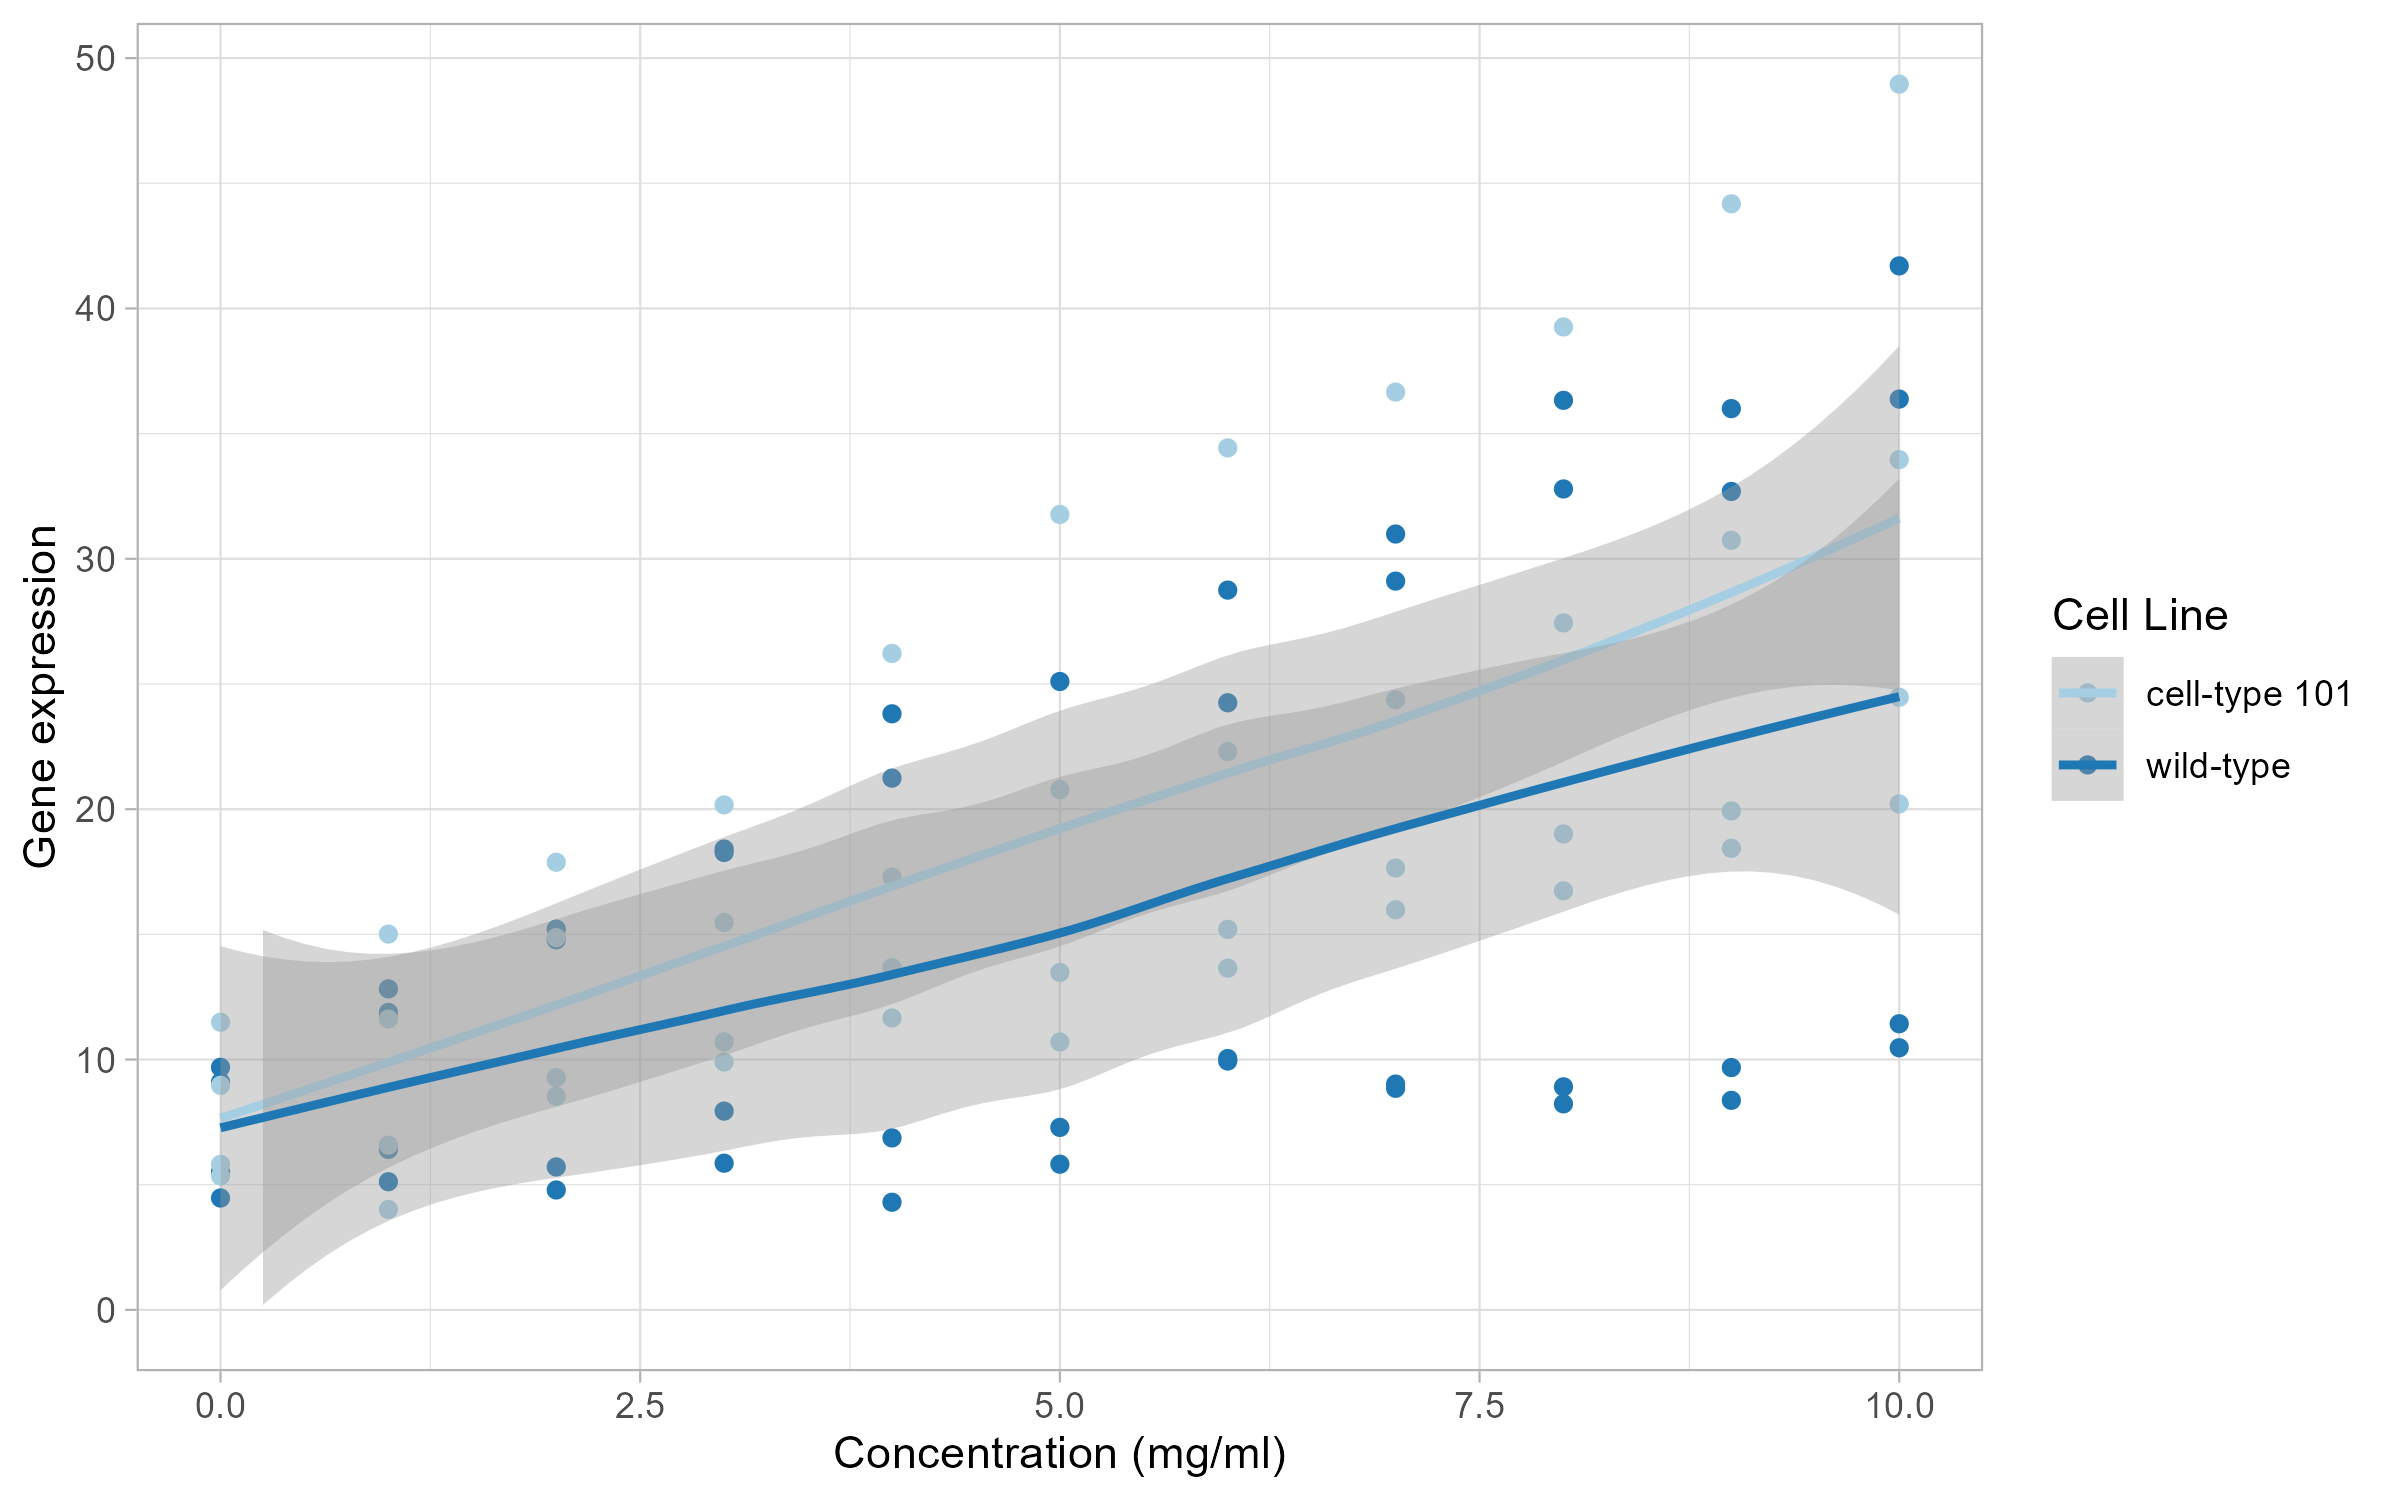 50
40
30
20
10
0
Gene expression
0.0 2.5 5.0 7.5 10.0
Concentration (mg/ml)
Cell Line
cell-type 101
wild-type